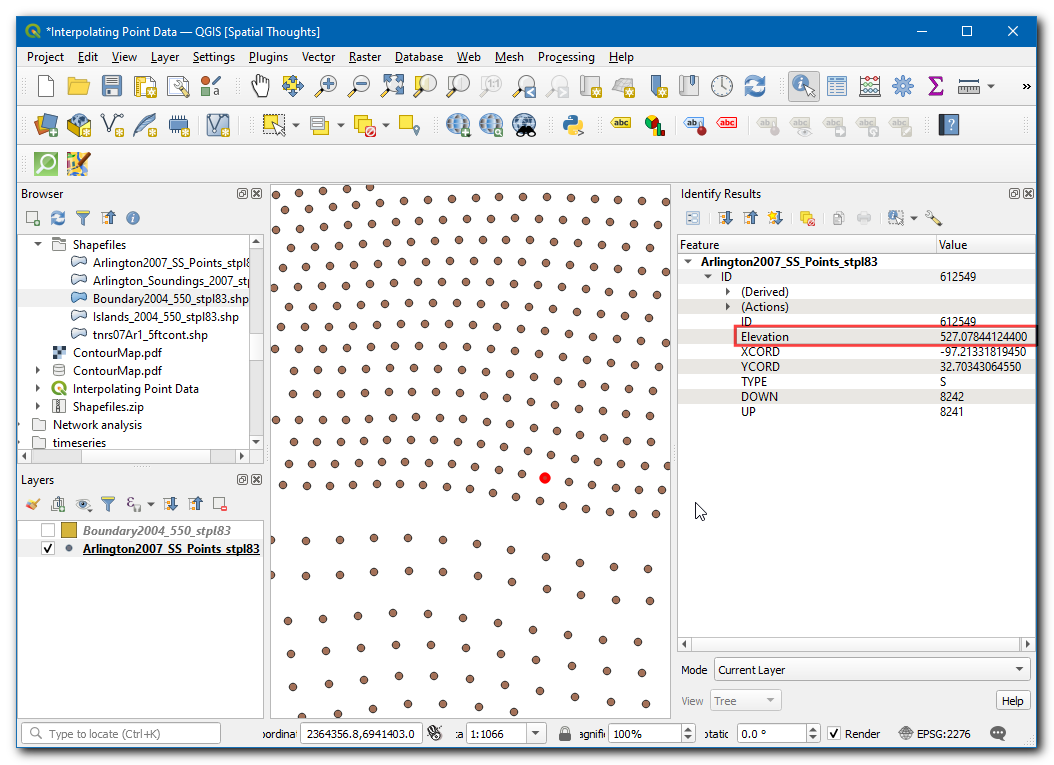 *Interpolating Point Data — QGIS [Spatial Thoughts]
Project Edit View Layer Settings Plugins Vector Raster Database Web Mesh Processing Help
Browser
Shapefiles
Arlington2007_SS_Points_stpl8
Arlington_Soundings_2007_stp
Boundary2004_550_stpl83.shp
Islands_2004_550_stpl83.shp
tnrs07Ar1_5ftcont.shp
ContourMap.pdf
ContourMap.pdf
Interpolating Point Data
Shapefiles.zip
Network analysis
timeseries
Layers
Boundary2004_550_stpl83
Arlington2007_SS_Points_stpl83
Identify Results
Feature Value
Arlington2007_SS_Points_stpl83
ID 612549
(Derived)
(Actions)
ID 612549
Elevation 527.07844124400
XCORD -97.21331819450
YCORD 32.70343064550
TYPE S
DOWN 8242
UP 8241
Mode Current Layer
View Tree Help
Type to locate (Ctrl+K) oordinat 2364356.8,6941403.0 :a 1:1066 agnifi 100% otatic 0.0 ° Render EPSG:2276